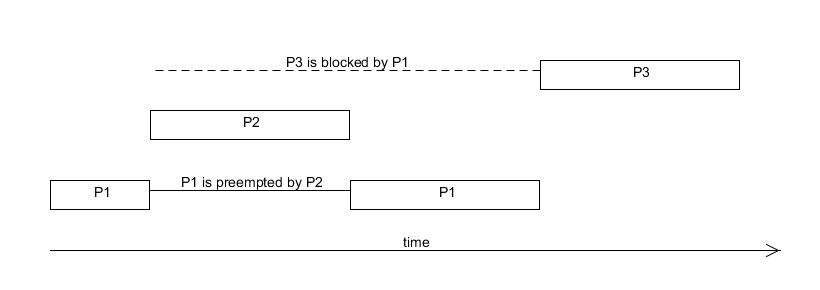 P3 is blocked by P1
P3
P2
P1
P1 is preempted by P2
P1
time